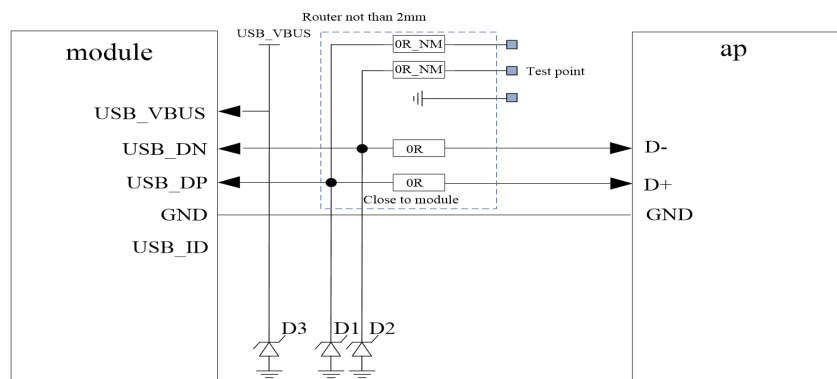 Router not than 2mm
USB_VBUS
module
ap
0R_NM
0R_NM
Test point
USB_VBUS
USB_DN
0R
D-
USB_DP
0R
D+
Close to module
GND
GND
USB_ID
D3
D1
D2